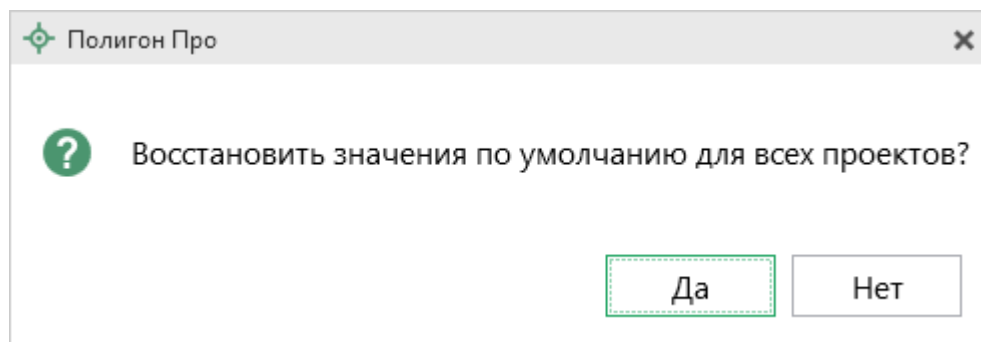 Полигон Про
Восстановить значения по умолчанию для всех проектов?
Да
Нет